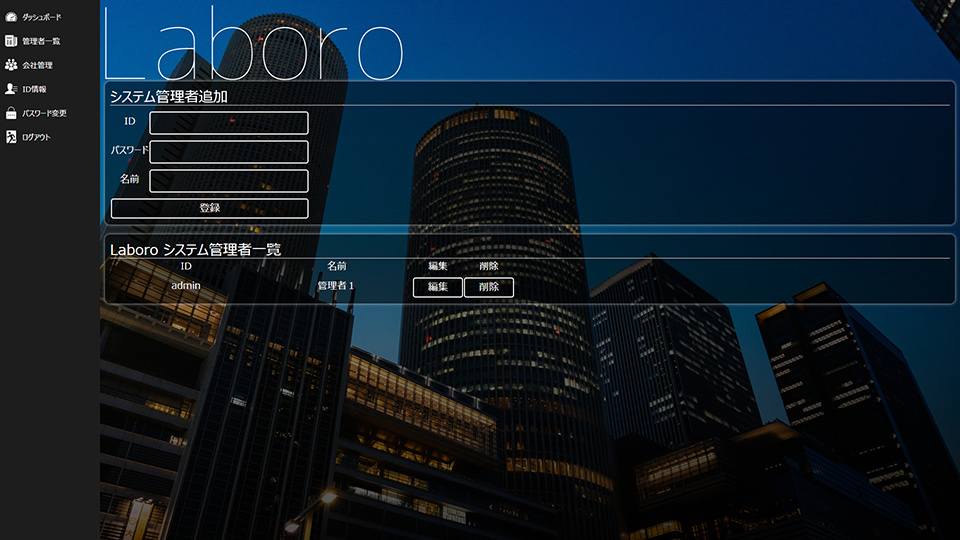 ダッシュボード
管理者一覧
会社管理
ID情報
パスワード変更
ログアウト
Laboro
システム管理者追加
ID
パスワード
名前
登録
Laboro システム管理者一覧
ID 名前 編集 削除
admin 管理者1 編集 削除